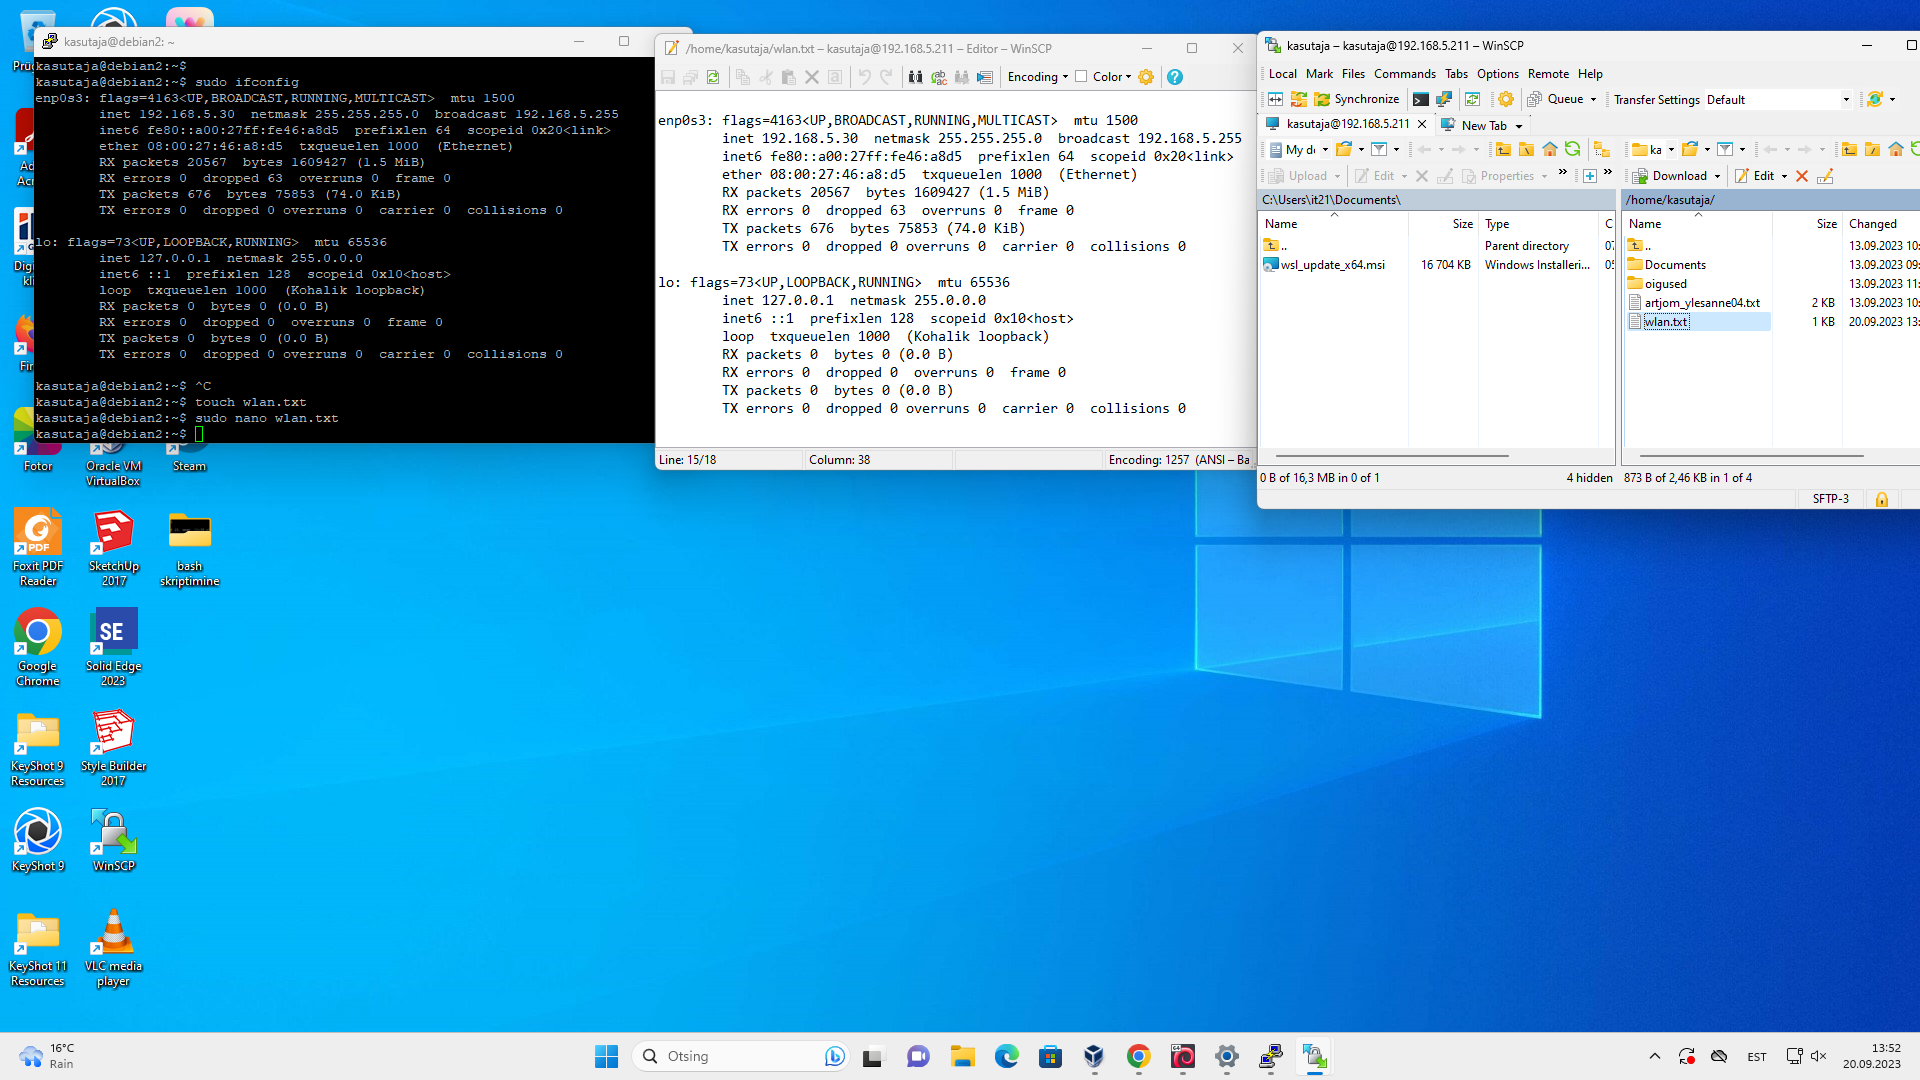 kasutaja@debian2: ~
kasutaja@debian2:~$
kasutaja@debian2:~$ sudo ifconfig
enp0s3: flags=4163<UP,BROADCAST,RUNNING,MULTICAST>  mtu 1500
        inet 192.168.5.30  netmask 255.255.255.0  broadcast 192.168.5.255
        inet6 fe80::a00:27ff:fe46:a8d5  prefixlen 64  scopeid 0x20<link>
        ether 08:00:27:46:a8:d5  txqueuelen 1000  (Ethernet)
        RX packets 20567  bytes 1609427 (1.5 MiB)
        RX errors 0  dropped 63  overruns 0  frame 0
        TX packets 676  bytes 75853 (74.0 KiB)
        TX errors 0  dropped 0 overruns 0  carrier 0  collisions 0
lo: flags=73<UP,LOOPBACK,RUNNING>  mtu 65536
        inet 127.0.0.1  netmask 255.0.0.0
        inet6 ::1  prefixlen 128  scopeid 0x10<host>
        loop  txqueuelen 1000  (Kohalik loopback)
        RX packets 0  bytes 0 (0.0 B)
        RX errors 0  dropped 0  overruns 0  frame 0
        TX packets 0  bytes 0 (0.0 B)
        TX errors 0  dropped 0 overruns 0  carrier 0  collisions 0
kasutaja@debian2:~$ ^C
kasutaja@debian2:~$ touch wlan.txt
kasutaja@debian2:~$ sudo nano wlan.txt
kasutaja@debian2:~$
/home/kasutaja/wlan.txt – kasutaja@192.168.5.211 – Editor – WinSCP
Encoding Color
enp0s3: flags=4163<UP,BROADCAST,RUNNING,MULTICAST>  mtu 1500
        inet 192.168.5.30  netmask 255.255.255.0  broadcast 192.168.5.255
        inet6 fe80::a00:27ff:fe46:a8d5  prefixlen 64  scopeid 0x20<link>
        ether 08:00:27:46:a8:d5  txqueuelen 1000  (Ethernet)
        RX packets 20567  bytes 1609427 (1.5 MiB)
        RX errors 0  dropped 63  overruns 0  frame 0
        TX packets 676  bytes 75853 (74.0 KiB)
        TX errors 0  dropped 0 overruns 0  carrier 0  collisions 0
lo: flags=73<UP,LOOPBACK,RUNNING>  mtu 65536
        inet 127.0.0.1  netmask 255.0.0.0
        inet6 ::1  prefixlen 128  scopeid 0x10<host>
        loop  txqueuelen 1000  (Kohalik loopback)
        RX packets 0  bytes 0 (0.0 B)
        RX errors 0  dropped 0  overruns 0  frame 0
        TX packets 0  bytes 0 (0.0 B)
        TX errors 0  dropped 0 overruns 0  carrier 0  collisions 0
Line: 15/18 Column: 38 Encoding: 1257 (ANSI – Ba
kasutaja – kasutaja@192.168.5.211 – WinSCP
Local Mark Files Commands Tabs Options Remote Help
Synchronize Queue Transfer Settings Default
kasutaja@192.168.5.211 New Tab
My d ka
Upload Edit Properties » » Download Edit
C:\Users\it21\Documents\
Name Size Type C
.. Parent directory 07
wsl_update_x64.msi 16 704 KB Windows Installeri... 05
0 B of 16,3 MB in 0 of 1 4 hidden
/home/kasutaja/
Name Size Changed
.. 13.09.2023 10:
Documents 13.09.2023 09:
oigused 13.09.2023 11:
artjom_ylesanne04.txt 2 KB 13.09.2023 10:
wlan.txt 1 KB 20.09.2023 13:
873 B of 2,46 KB in 1 of 4
SFTP-3
Fotor
Oracle VM
VirtualBox
Steam
PDF
Foxit PDF
Reader
SketchUp
2017
bash
skriptimine
Google
Chrome
SE
Solid Edge
2023
KeyShot 9
Resources
Style Builder
2017
KeyShot 9
WinSCP
KeyShot 11
Resources
VLC media
player
16°C
Rain
Otsing
EST
13:52
20.09.2023